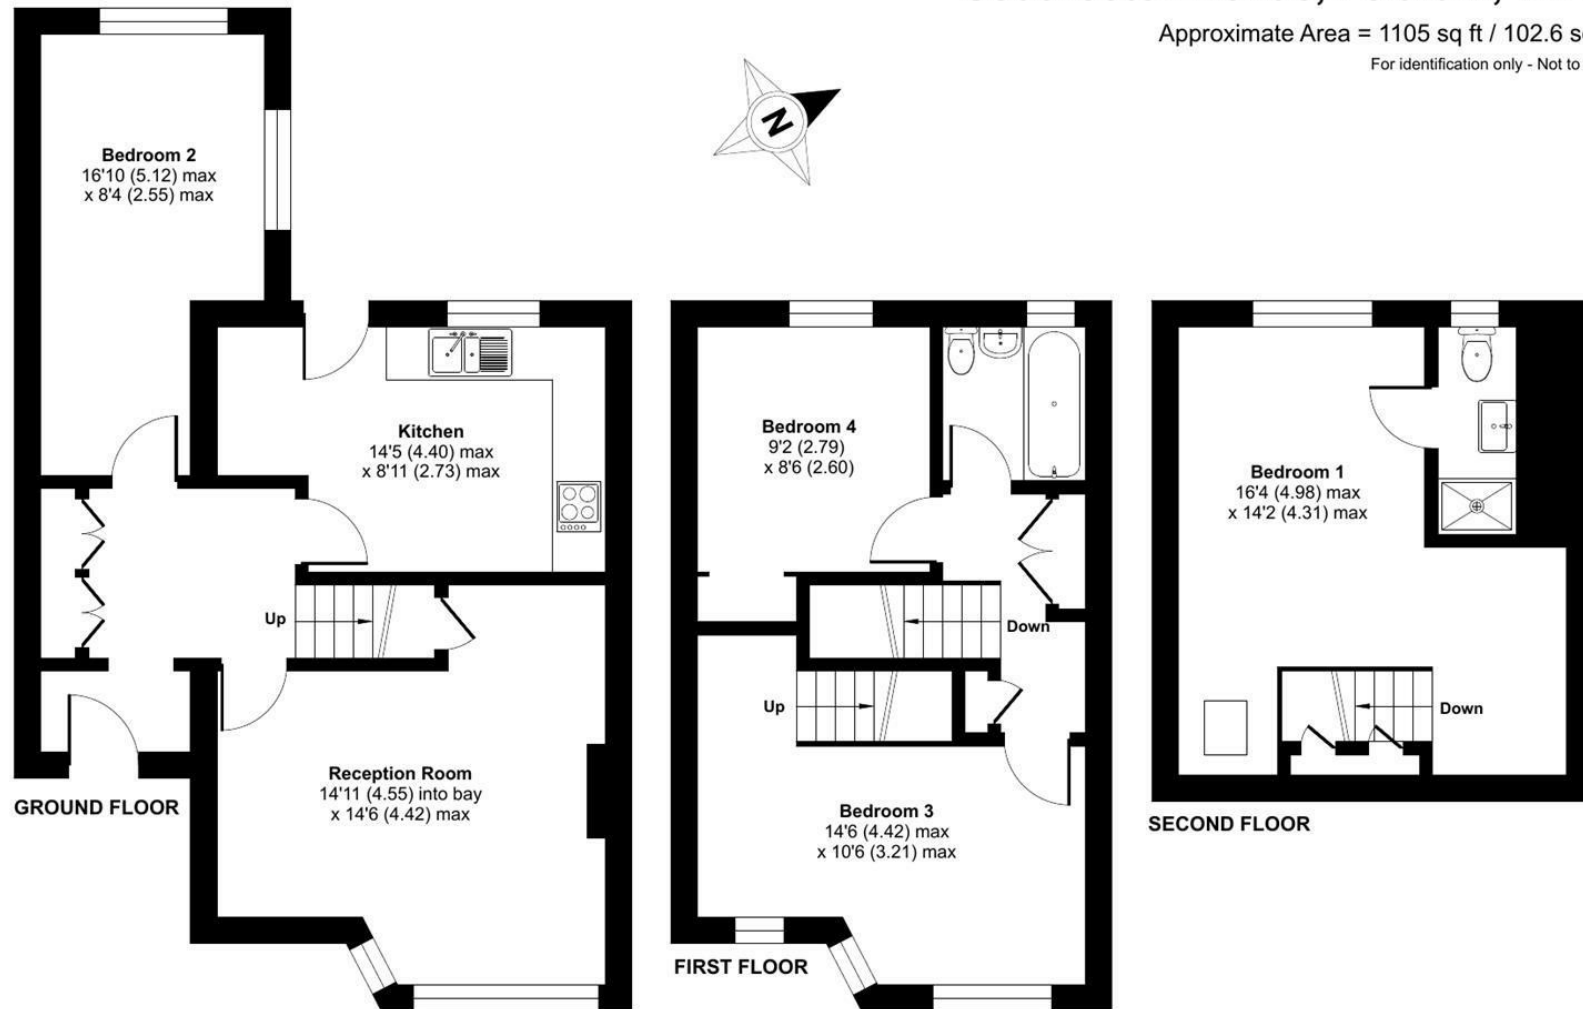 Approximate Area = 1105 sq ft / 102.6
For identification only - Not to
N
Bedroom 2
16'10 (5.12) max
x 8'4 (2.55) max
Kitchen
14'5 (4.40) max
x 8'11 (2.73) max
Up
Reception Room
14'11 (4.55) into bay
x 14'6 (4.42) max
GROUND FLOOR
Bedroom 4
9'2 (2.79)
x 8'6 (2.60)
Down
Up
Bedroom 3
14'6 (4.42) max
x 10'6 (3.21) max
FIRST FLOOR
Bedroom 1
16'4 (4.98) max
x 14'2 (4.31) max
Down
SECOND FLOOR